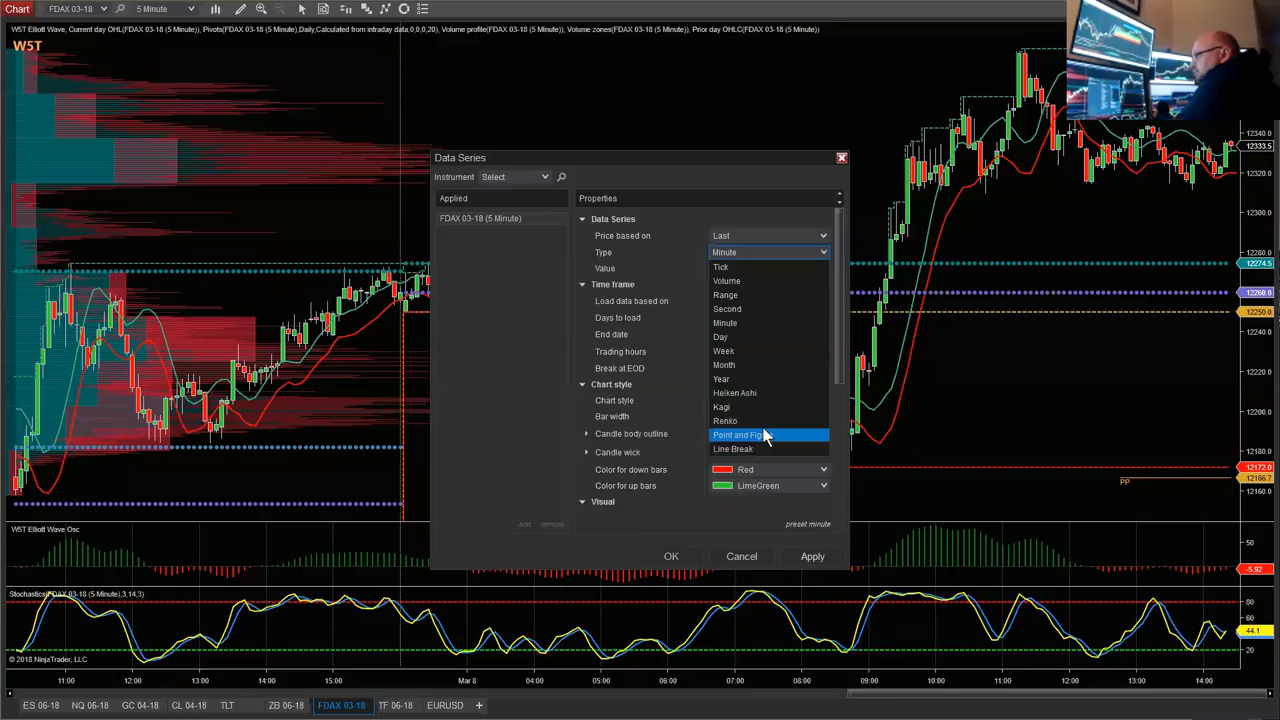 Chart FDAX 03-18 5 Minute
W5T Elliott Wave, Current day OHL(FDAX 03-18 (5 Minute)), Pivots(FDAX 03-18 (5 Minute),Daily,Calculated from intraday data,0,0,0,20), Volume profile(FDAX 03-18 (5 Minute)), Volume zones(FDAX 03-18 (5 Minute)), Prior day OHLC(FDAX 03-18 (5 Minute))
W5T
12340.0
12333.5
12320.0
12300.0
12280.0
12274.5
12260.0
12250.0
12220.0
12200.0
12180.0
12172.0
12166.7
PP
12160.0
Data Series
Instrument Select
Applied Properties
FDAX 03-18 (5 Minute)
Data Series
Price based on Last
Type Minute
Value
Time frame
Load data based on
Days to load
End date
Trading hours
Break at EOD
Chart style
Chart style
Bar width
Candle body outline
Candle wick
Color for down bars Red
Color for up bars LimeGreen
Visual
Tick
Volume
Range
Second
Minute
Day
Week
Month
Year
Heiken Ashi
Kagi
Renko
Point and Fig
Line Break
add remove preset minute
OK Cancel Apply
W5T Elliott Wave Osc
50
-5.92
Stochastics(FDAX 03-18 (5 Minute),3,14,3)
80
60
44.1
20
© 2018 NinjaTrader, LLC
11:00 12:00 13:00 14:00 15:00 Mar 8 04:00 05:00 06:00 07:00 08:00 09:00 10:00 11:00 12:00 13:00 14:00
ES 06-18 NQ 06-18 GC 04-18 CL 04-18 TLT ZB 06-18 FDAX 03-18 TF 06-18 EURUSD +